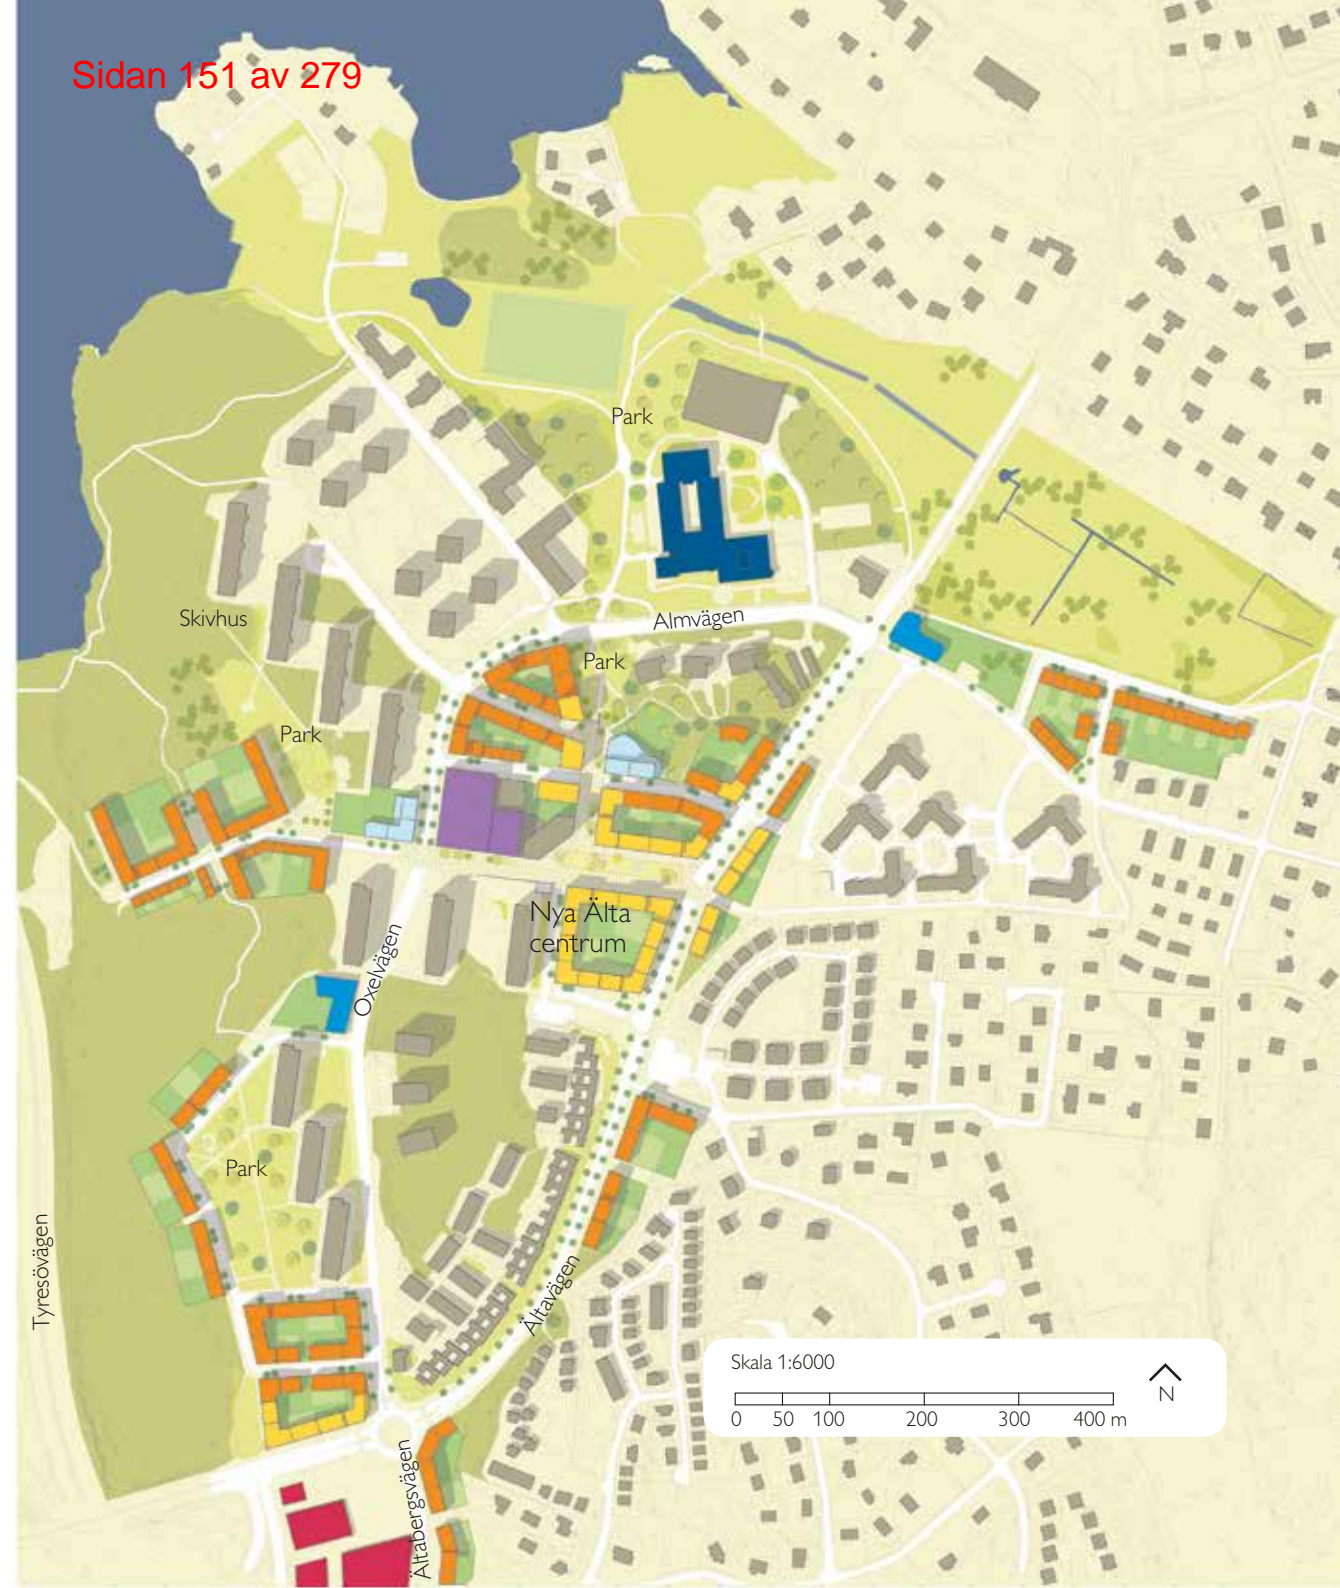 Sidan 151 av 279
Park
Skivhus
Almvägen
Park
Park
Nya Älta
centrum
Oxelvägen
Park
Tyresövägen
Ältavägen
Skala 1:6000
0 50 100 200 300 400 m
N
Ältabergsvägen